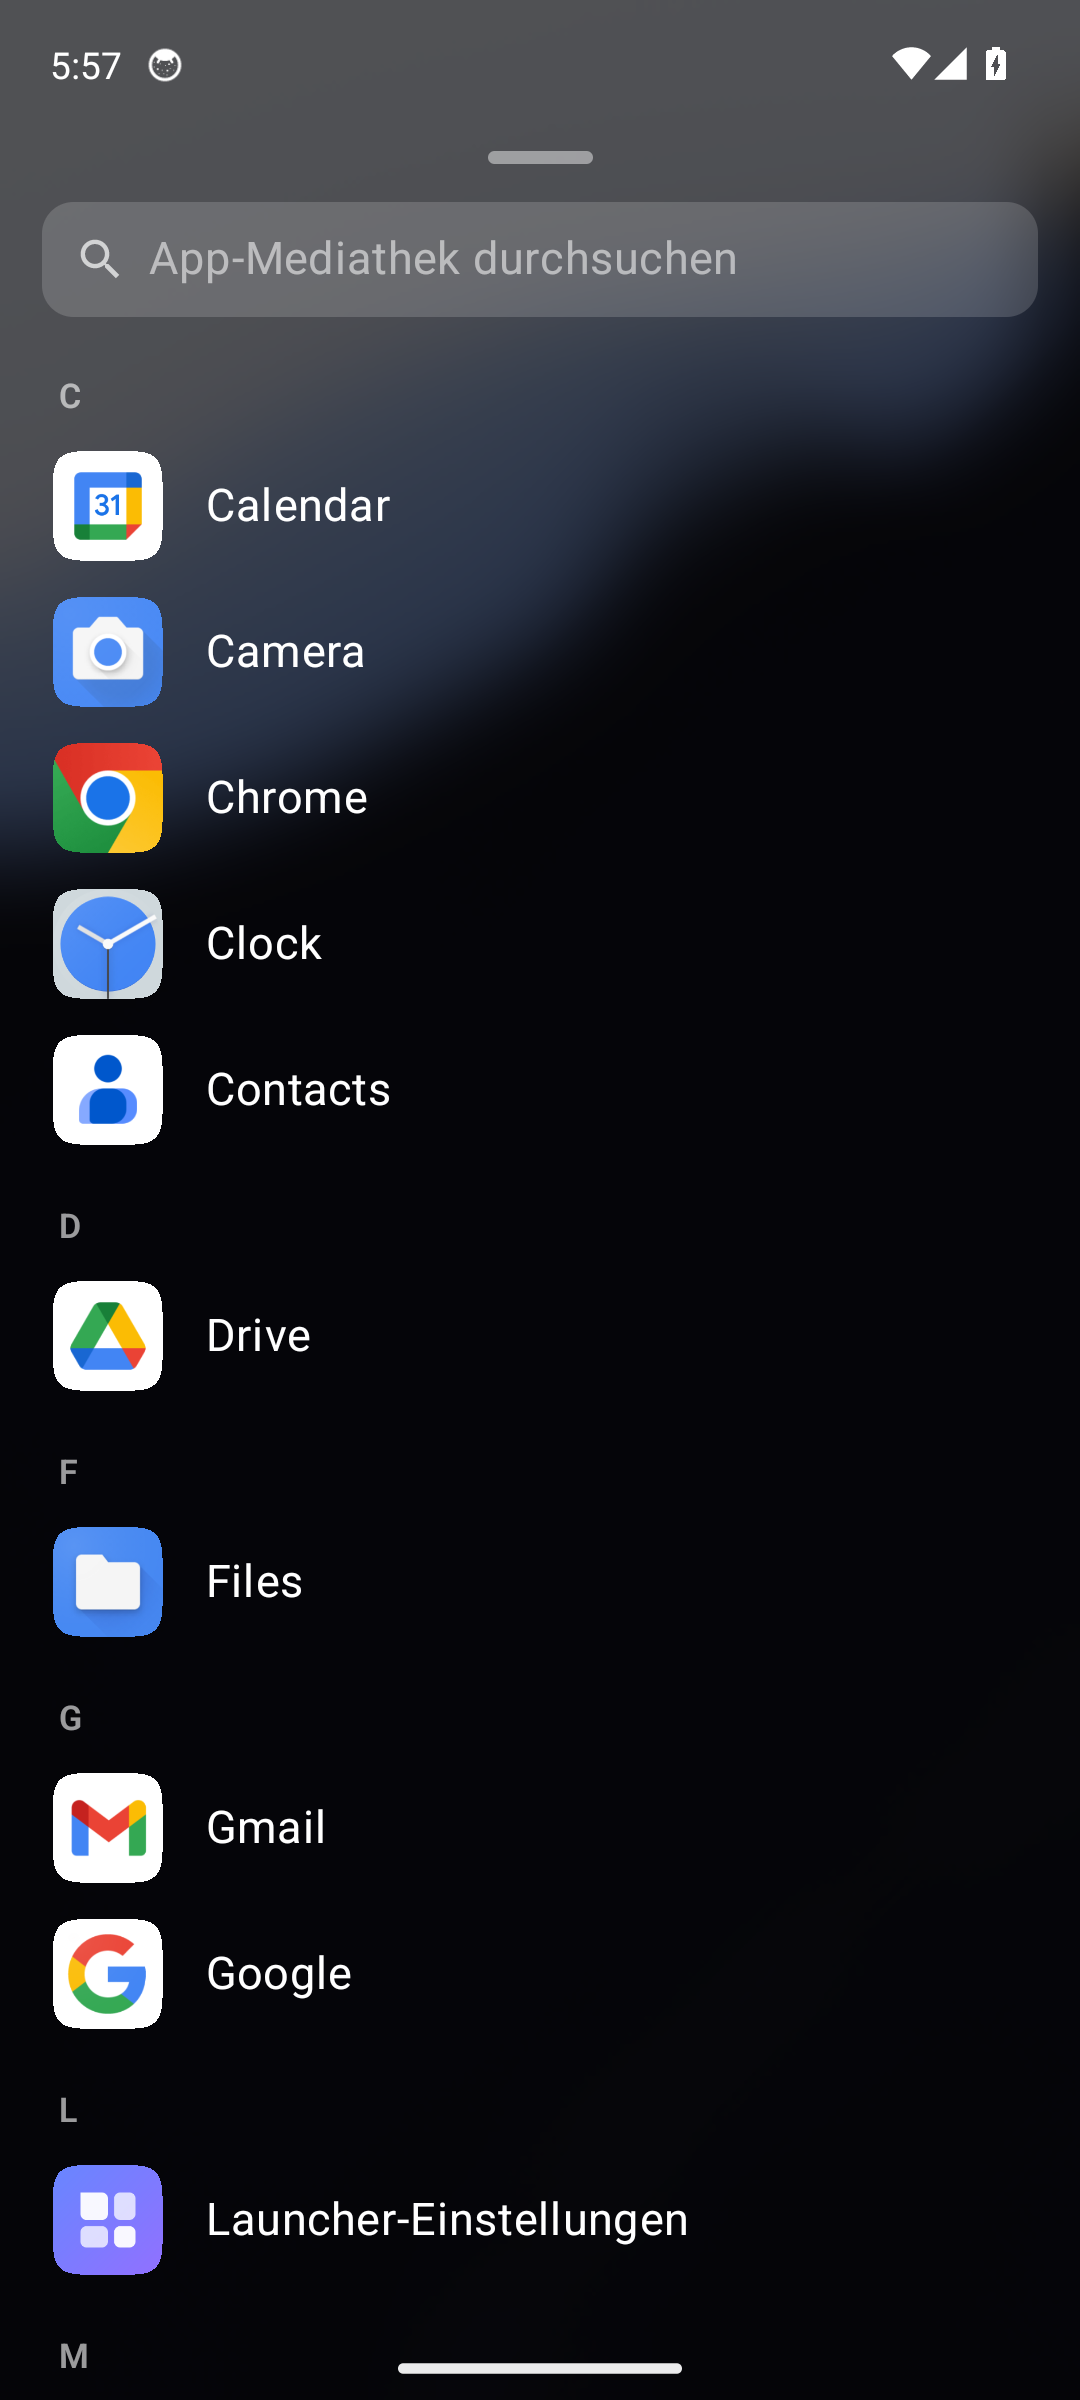 5:57
App-Mediathek durchsuchen
C
31
Calendar
Camera
Chrome
Clock
Contacts
D
Drive
F
Files
G
Gmail
Google
L
Launcher-Einstellungen
M